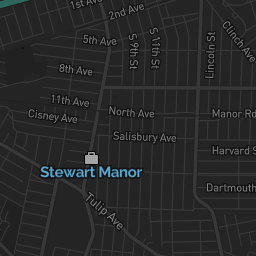 1st Ave
2nd Ave
5th Ave
S 9th St
S 11th St
Lincoln St
Clinch Ave
8th Ave
11th Ave
Cisney Ave
North Ave
Manor Rd
Salisbury Ave
Harvard S
Stewart Manor
Dartmouth
Tulip Ave